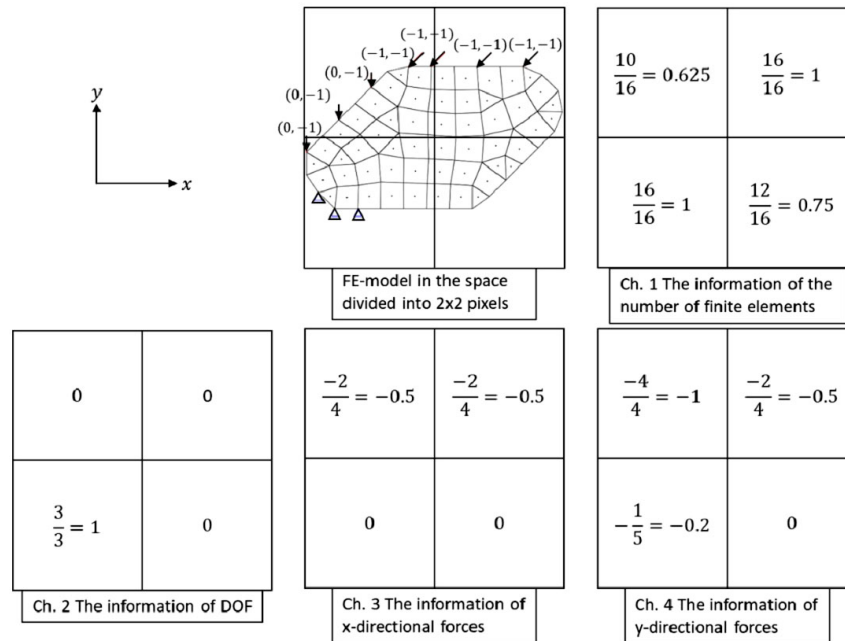 y
x
(−1,−1)
(−1,−1) (−1,−1) (−1,−1)
(0,−1)
(0,−1)
(0,−1)
FE-model in the space
divided into 2x2 pixels
10/16 = 0.625
16/16 = 1
16/16 = 1
12/16 = 0.75
Ch. 1 The information of the
number of finite elements
0
0
3/3 = 1
0
Ch. 2 The information of DOF
−2/4 = −0.5
−2/4 = −0.5
0
0
Ch. 3 The information of
x-directional forces
−4/4 = −1
−2/4 = −0.5
−1/5 = −0.2
0
Ch. 4 The information of
y-directional forces